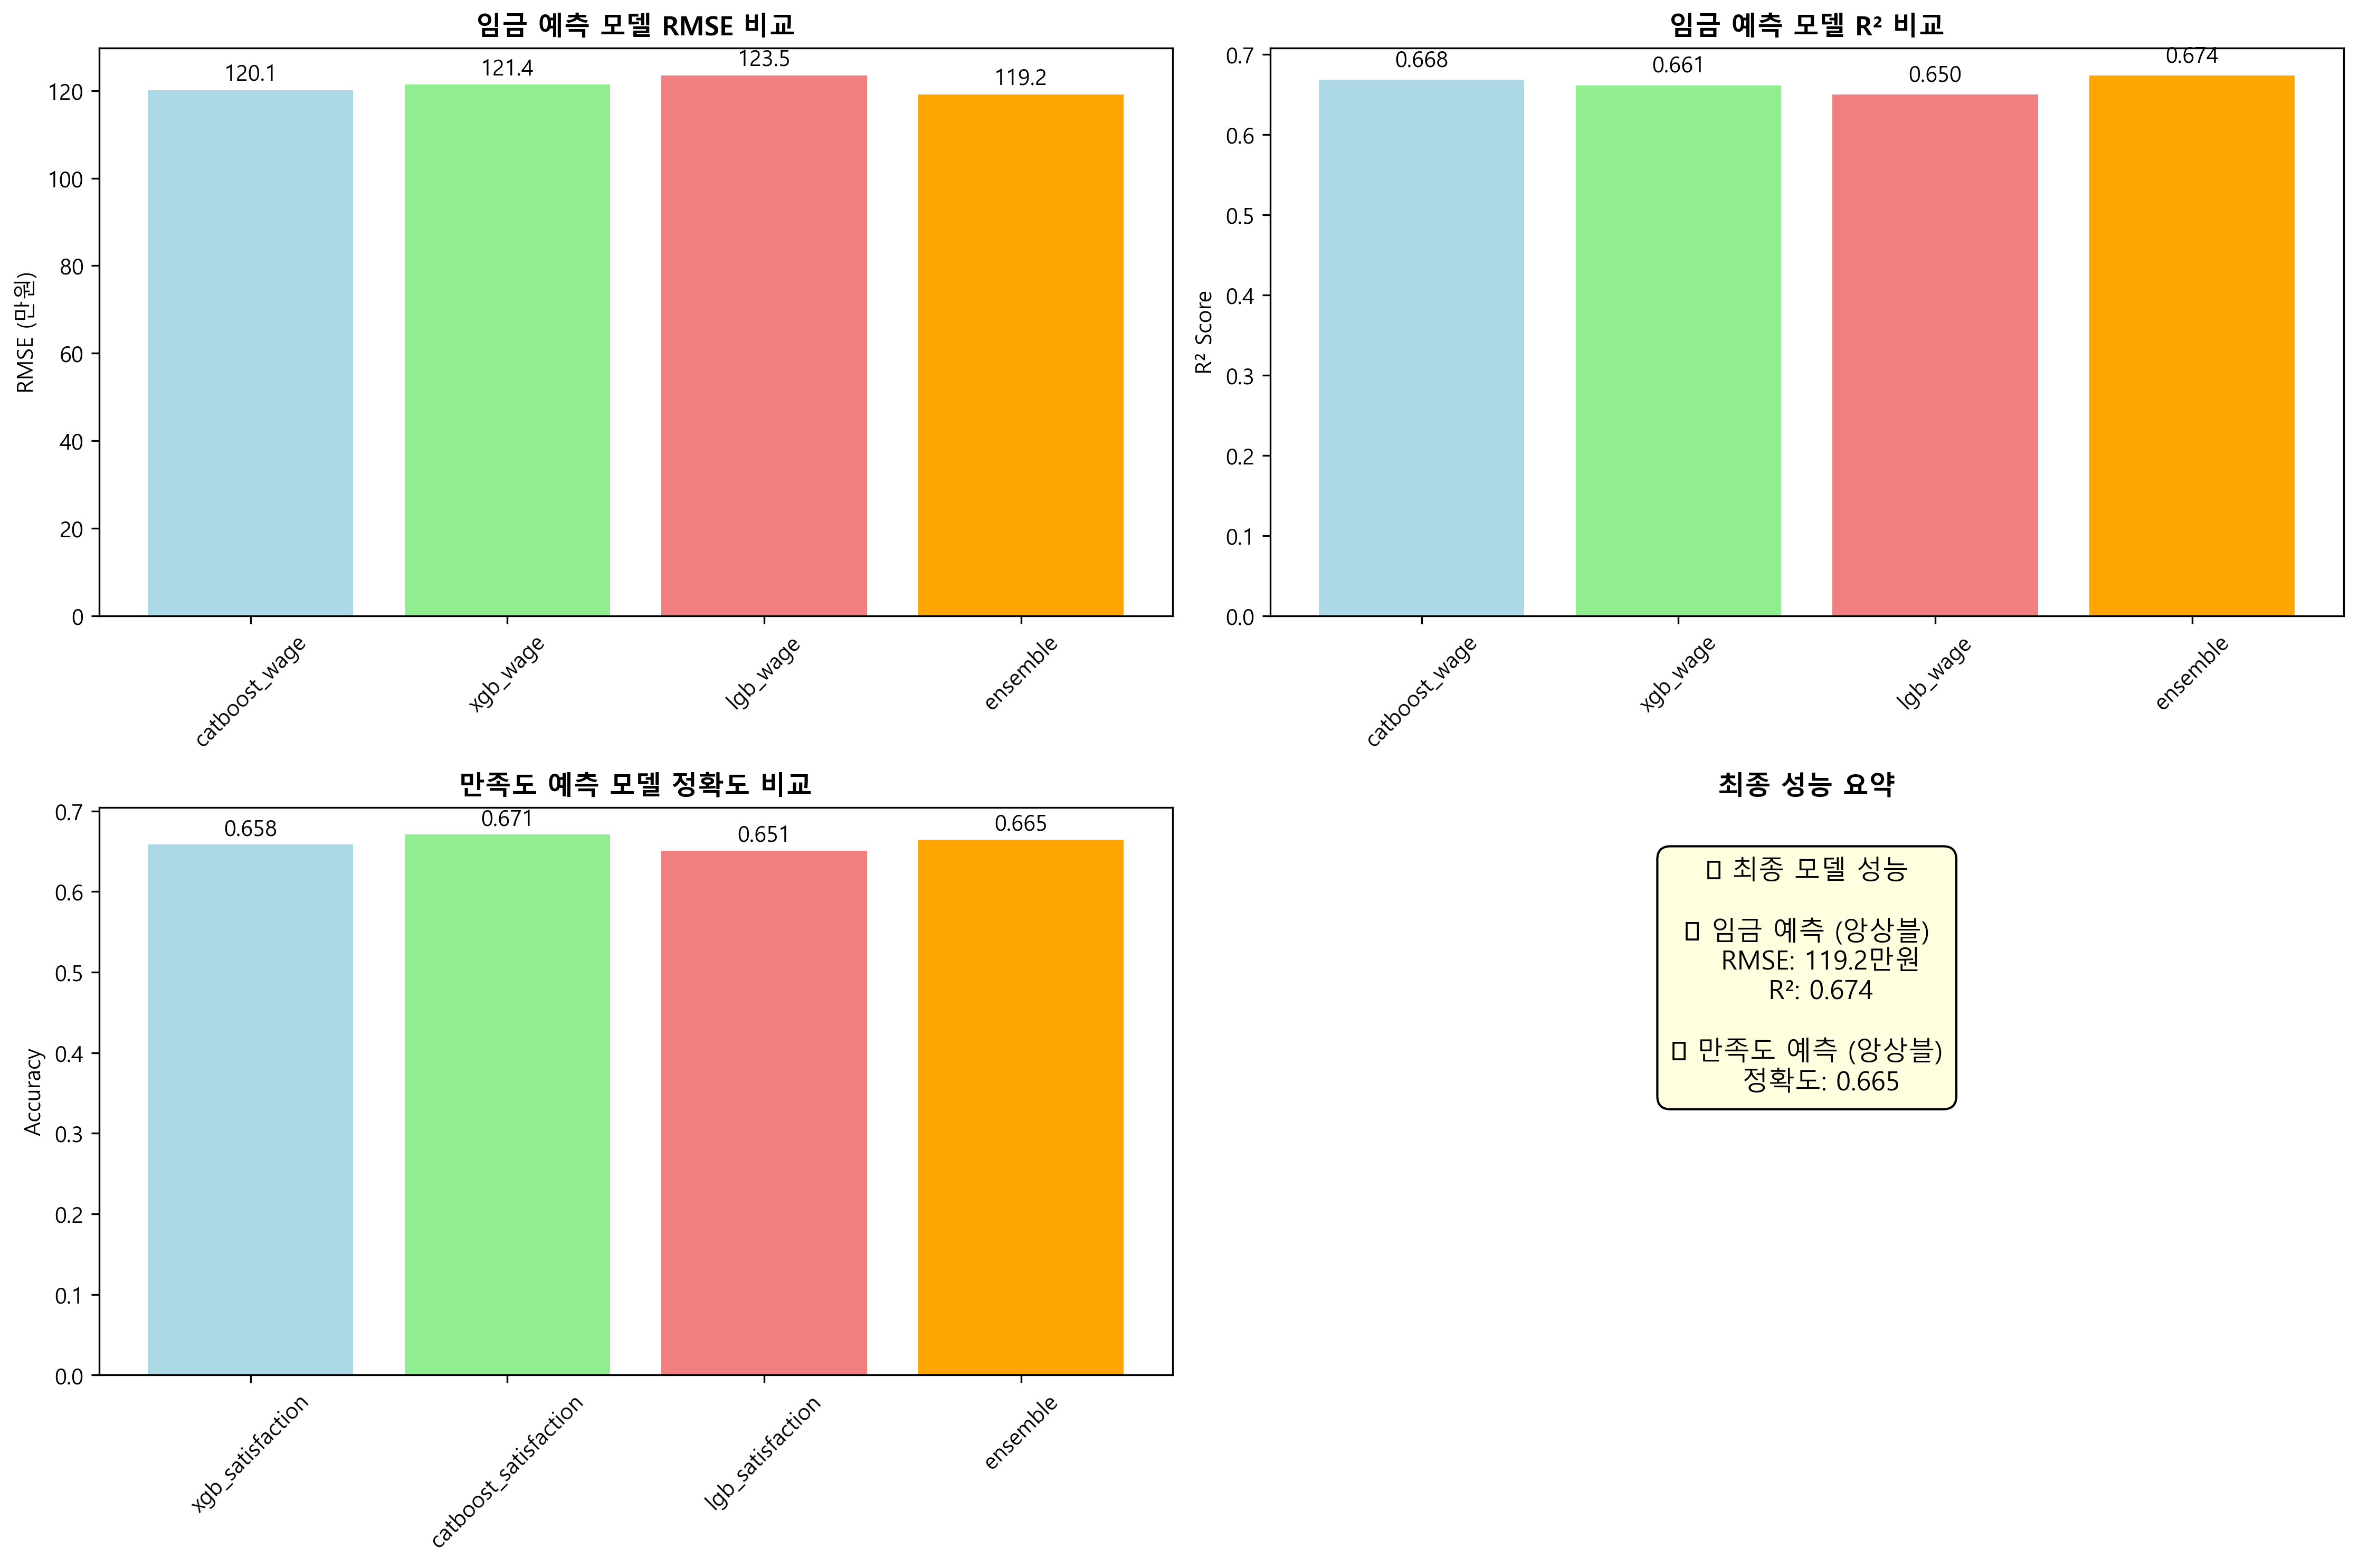 임금 예측 모델 RMSE 비교
RMSE (만원)
120
100
80
60
40
20
0
120.1
121.4
123.5
119.2
catboost_wage
xgb_wage
lgb_wage
ensemble
임금 예측 모델 R² 비교
R² Score
0.7
0.6
0.5
0.4
0.3
0.2
0.1
0.0
0.668
0.661
0.650
0.674
catboost_wage
xgb_wage
lgb_wage
ensemble
만족도 예측 모델 정확도 비교
Accuracy
0.7
0.6
0.5
0.4
0.3
0.2
0.1
0.0
0.658
0.671
0.651
0.665
xgb_satisfaction
catboost_satisfaction
lgb_satisfaction
ensemble
최종 성능 요약
▯ 최종 모델 성능
▯ 임금 예측 (앙상블)
RMSE: 119.2만원
R²: 0.674
▯ 만족도 예측 (앙상블)
정확도: 0.665